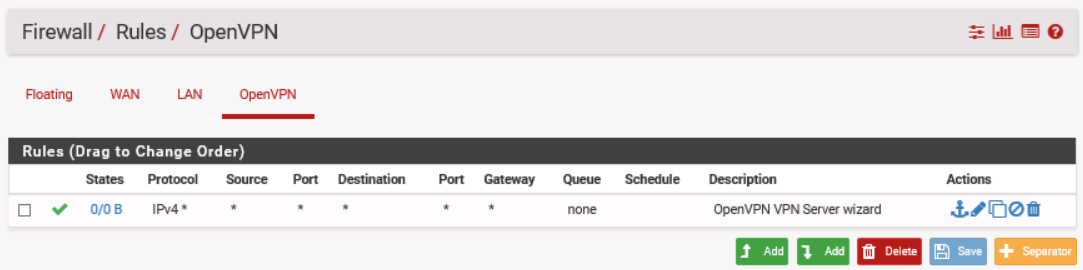 Firewall / Rules / OpenVPN
Floating WAN LAN OpenVPN
Rules (Drag to Change Order)
States Protocol Source Port Destination Port Gateway Queue Schedule Description Actions
0/0 B IPv4 * * * * * * none OpenVPN VPN Server wizard
Add Add Delete Save Separator